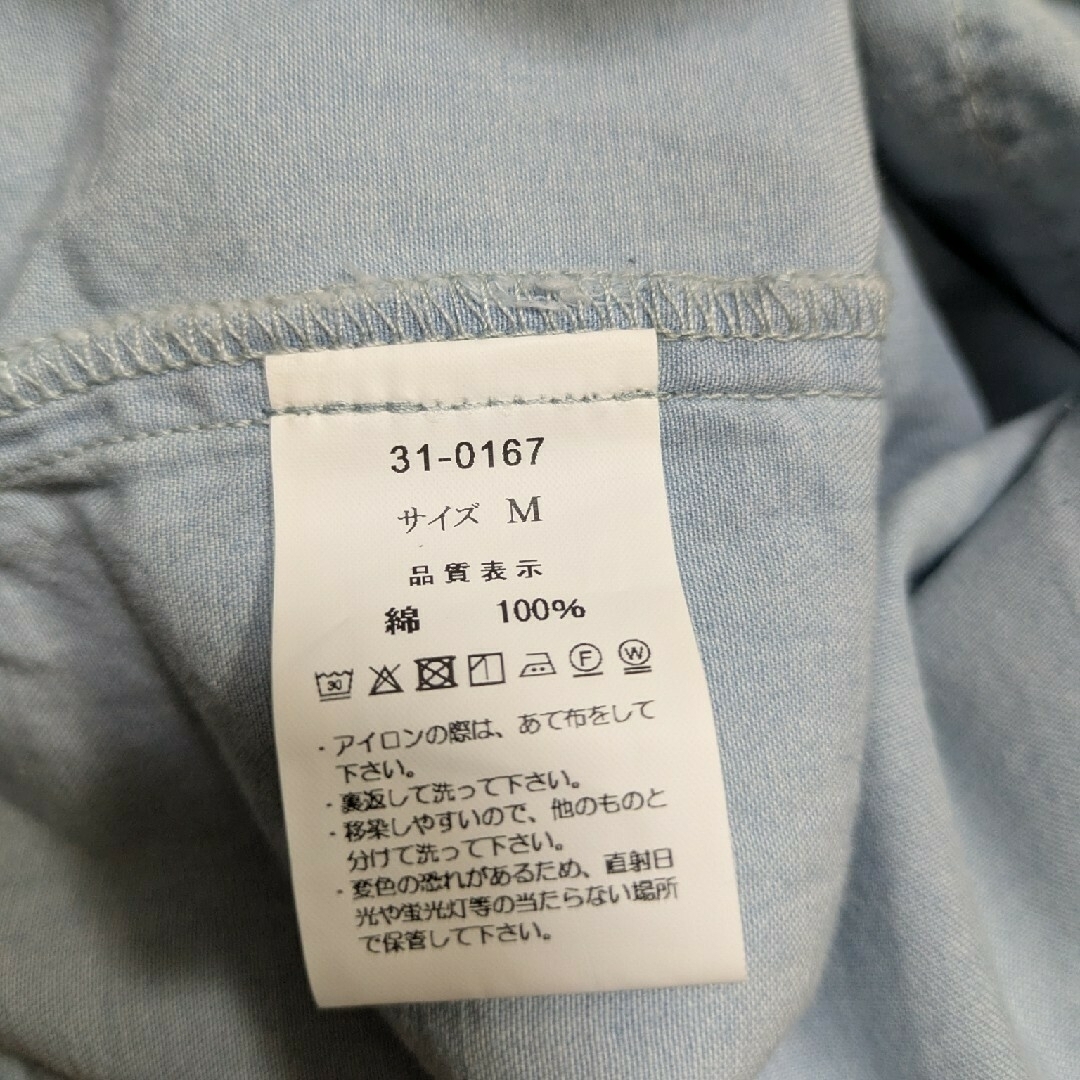 31-0167
サイズ M
品質表示
綿 100%
30 F W
・アイロンの際は、あて布をして
下さい。
・裏返して洗って下さい。
・移染しやすいので、他のものと
分けて洗って下さい。
・変色の恐れがあるため、直射日
光や蛍光灯等の当たらない場所
で保管して下さい。